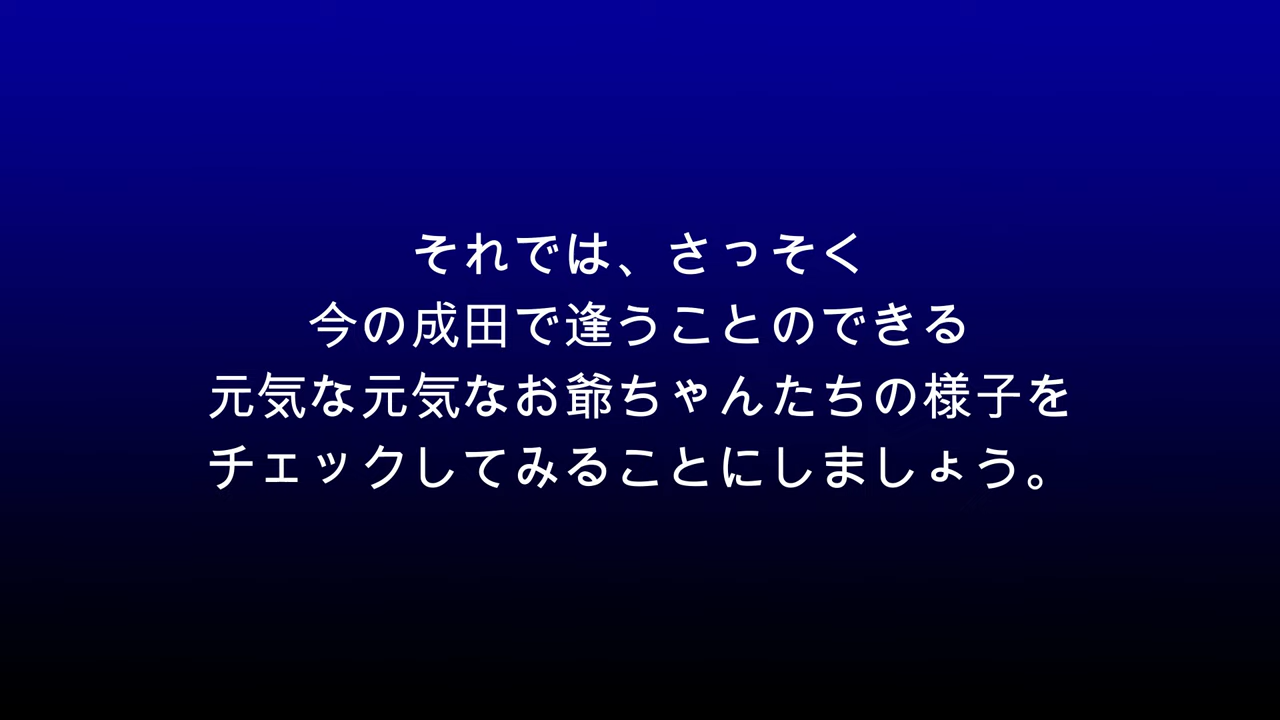 それでは、さっそく
今の成田で逢うことのできる
元気な元気なお爺ちゃんたちの様子を
チェックしてみることにしましょう。